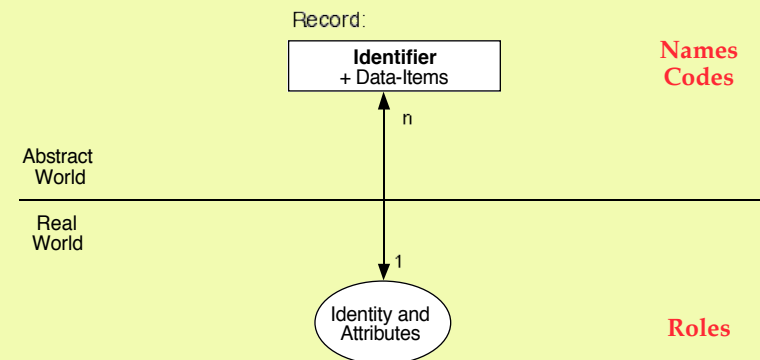 Record:
Identifier
+ Data-Items
Names
Codes
n
Abstract
World
Real
World
1
Identity and
Attributes
Roles